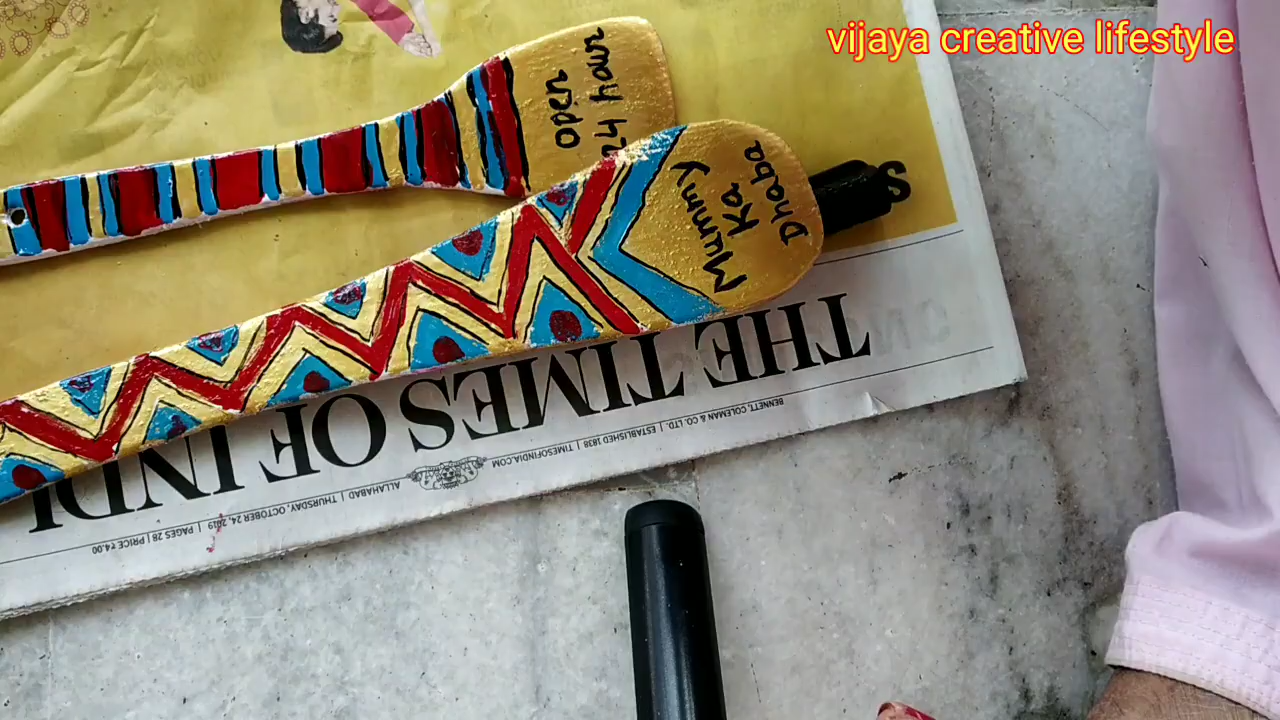 vijaya creative lifestyle
open
24 hour
Mummy
Ka
Dhaba
S
THE TIMES OF INDI
BENNETT, COLEMAN & CO. LTD. | ESTABLISHED 1838 | TIMESOFINDIA.COM
ALLAHABAD | THURSDAY, OCTOBER 24, 2019 | PAGES 28 | PRICE ₹4.00